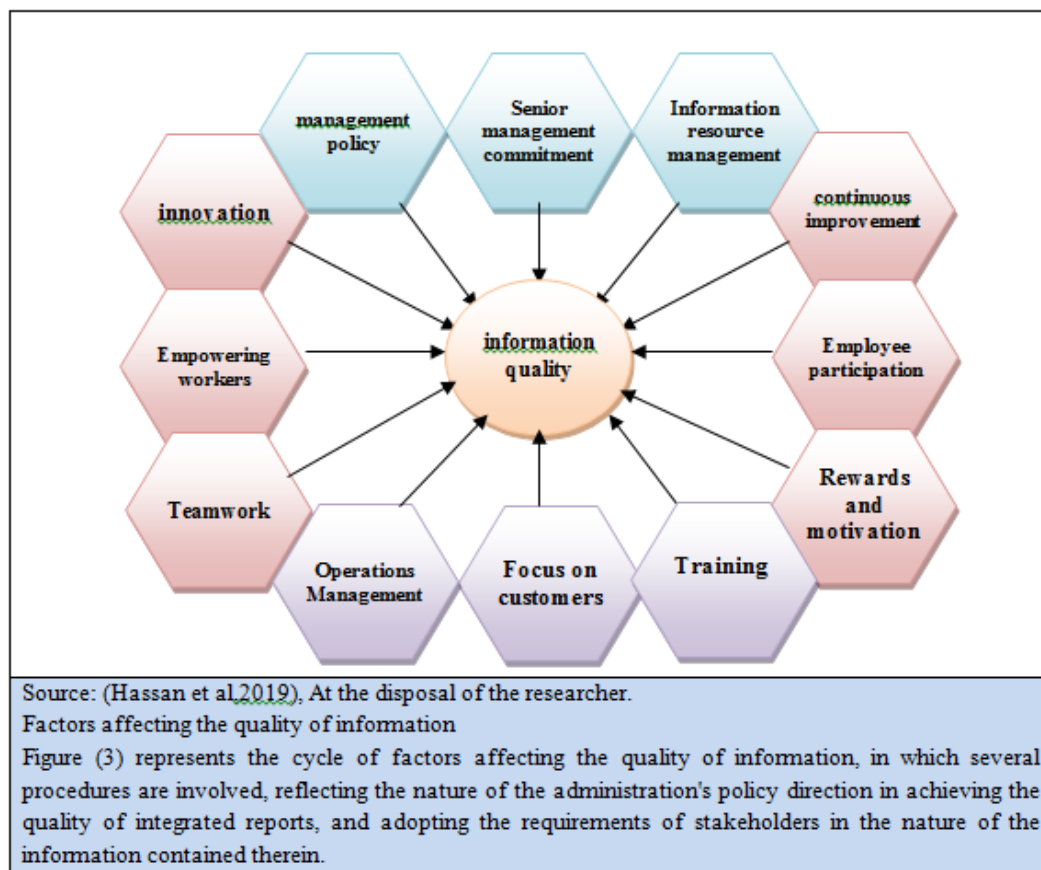 management
policy
Senior
management
commitment
Information
resource
management
innovation
continuous
improvement
information
quality
Empowering
workers
Employee
participation
Teamwork
Rewards
and
motivation
Operations
Management
Focus on
customers
Training
Source: (Hassan et al,2019), At the disposal of the researcher.
Factors affecting the quality of information
Figure (3) represents the cycle of factors affecting the quality of information, in which several
procedures are involved, reflecting the nature of the administration's policy direction in achieving the
quality of integrated reports, and adopting the requirements of stakeholders in the nature of the
information contained therein.